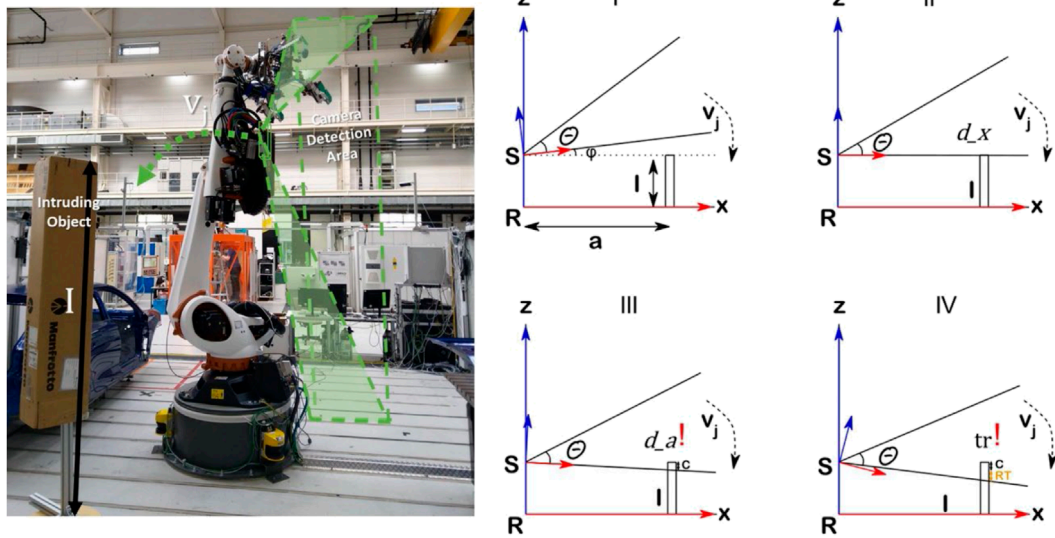 V_j
Camera
Detection
Area
Intruding
Object
I
Manfrotto
Z
I
S
Θ
φ
V_j
I
R
a
x
Z
II
S
Θ
d_x
V_j
I
R
x
Z
III
S
Θ
d_a!
V_j
c
I
R
x
Z
IV
S
Θ
tr!
V_j
c
RT
I
R
x